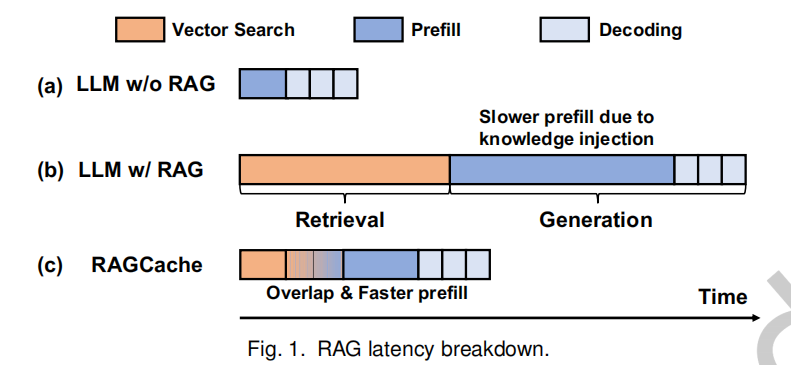 Vector Search
Prefill
Decoding
(a) LLM w/o RAG
Slower prefill due to
knowledge injection
(b) LLM w/ RAG
Retrieval
Generation
(c) RAGCache
Overlap & Faster prefill
Time
Fig. 1. RAG latency breakdown.